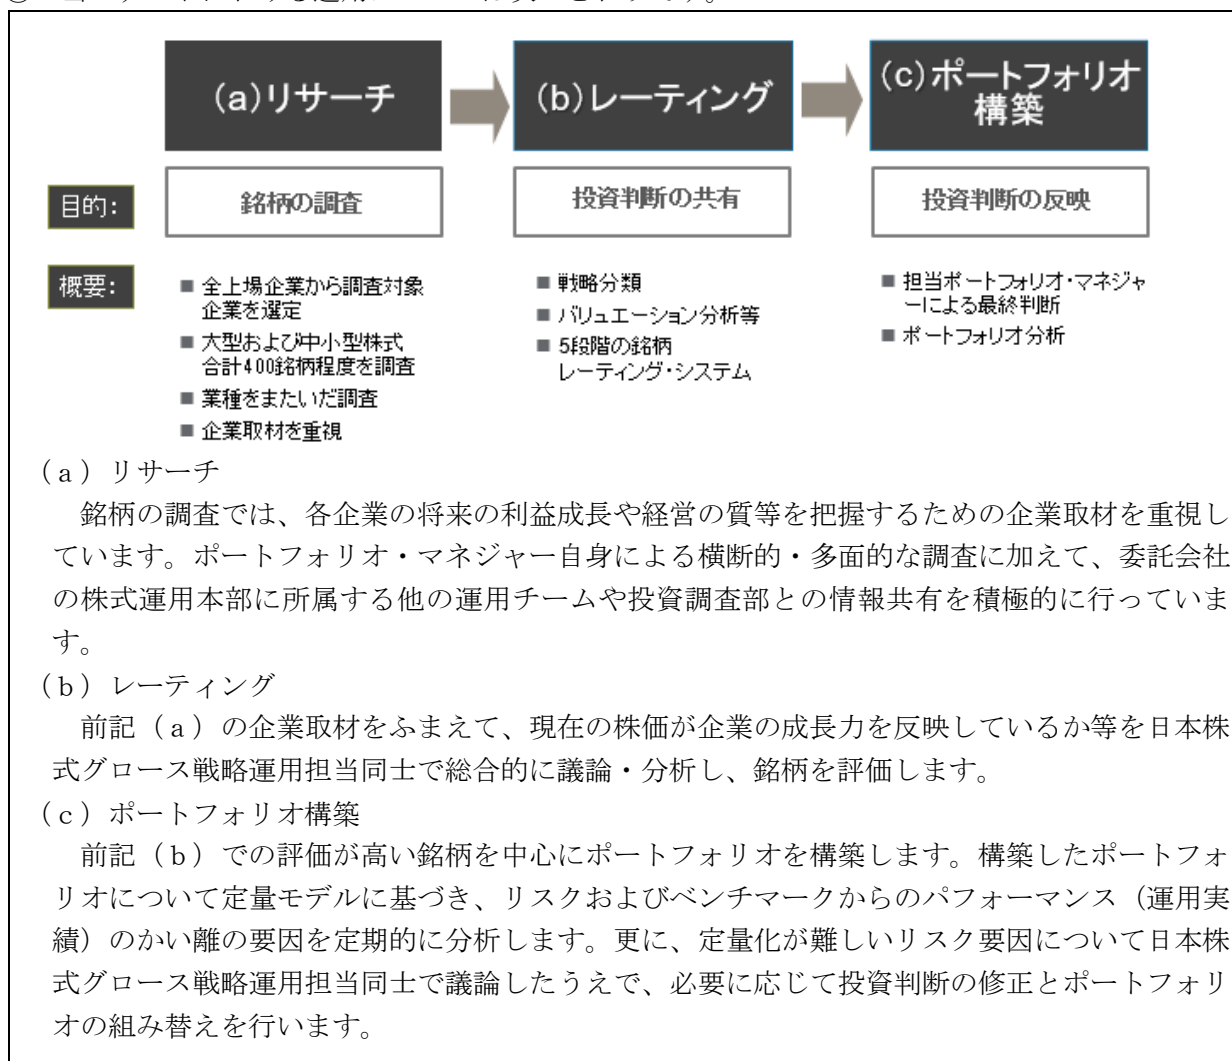 (a)リサーチ
(b)レーティング
(c)ポートフォリオ
構築
目的:
銘柄の調査
投資判断の共有
投資判断の反映
概要:
■ 全上場企業から調査対象
企業を選定
■ 大型および中小型株式
合計400銘柄程度を調査
■ 業種をまたいだ調査
■ 企業取材を重視
■ 戦略分類
■ バリュエーション分析等
■ 5段階の銘柄
レーティング・システム
■ 担当ポートフォリオ・マネジャ
ーによる最終判断
■ ポートフォリオ分析
(a)リサーチ
銘柄の調査では、各企業の将来の利益成長や経営の質等を把握するための企業取材を重視し
ています。ポートフォリオ・マネジャー自身による横断的・多面的な調査に加えて、委託会社
の株式運用本部に所属する他の運用チームや投資調査部との情報共有を積極的に行っていま
す。
(b)レーティング
前記(a)の企業取材をふまえて、現在の株価が企業の成長力を反映しているか等を日本株
式グロース戦略運用担当同士で総合的に議論・分析し、銘柄を評価します。
(c)ポートフォリオ構築
前記(b)での評価が高い銘柄を中心にポートフォリオを構築します。構築したポートフォ
リオについて定量モデルに基づき、リスクおよびベンチマークからのパフォーマンス(運用実
績)のかい離の要因を定期的に分析します。更に、定量化が難しいリスク要因について日本株
式グロース戦略運用担当同士で議論したうえで、必要に応じて投資判断の修正とポートフォリ
オの組み替えを行います。